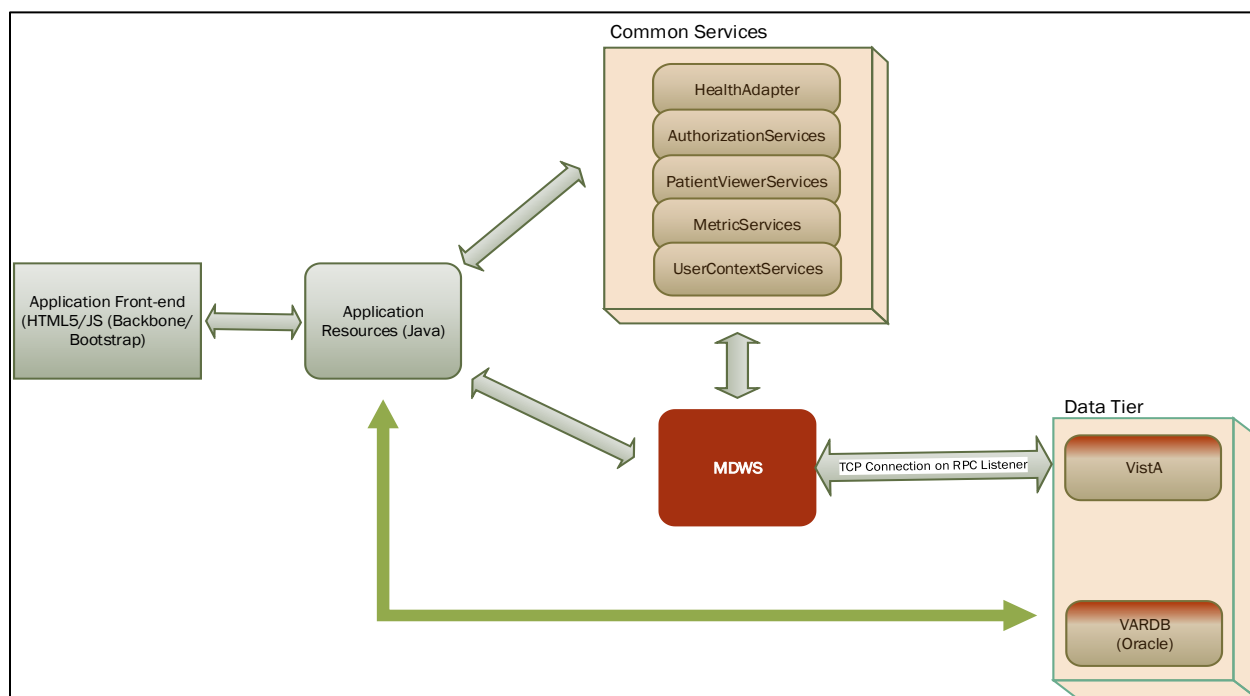 Common Services
HealthAdapter
AuthorizationServices
PatientViewerServices
MetricServices
UserContextServices
Application Front-end
(HTML5/JS (Backbone/
Bootstrap)
Application
Resources (Java)
MDWS
TCP Connection on RPC Listener
Data Tier
VistA
VARDB
(Oracle)